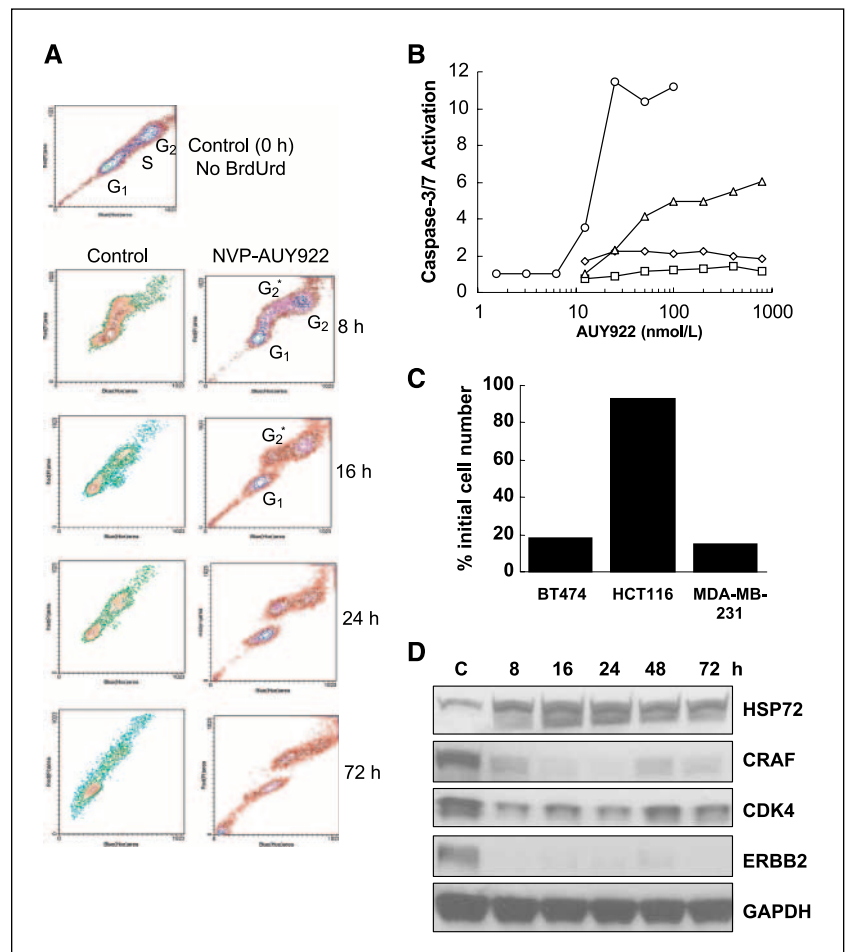 A
Control (0 h)
No BrdUrd
G2
S
G1
Control
NVP-AUY922
G2*
G2
G1
8 h
G2*
G1
16 h
24 h
72 h
B
Caspase-3/7 Activation
12
10
8
6
4
2
0
1
10
100
1000
AUY922 (nmol/L)
C
% initial cell number
100
80
60
40
20
0
BT474
HCT116
MDA-MB-
231
D
C 8 16 24 48 72 h
HSP72
CRAF
CDK4
ERBB2
GAPDH